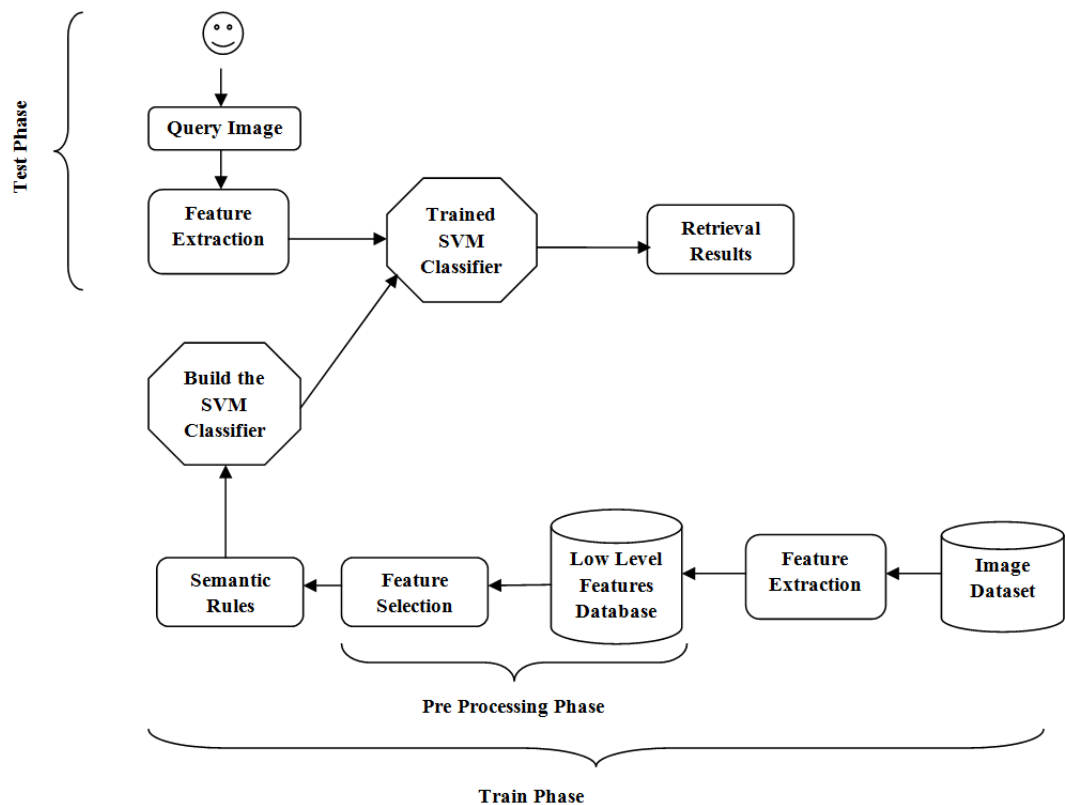 Test Phase
Query Image
Feature
Extraction
Trained
SVM
Classifier
Retrieval
Results
Build the
SVM
Classifier
Semantic
Rules
Feature
Selection
Low Level
Features
Database
Feature
Extraction
Image
Dataset
Pre Processing Phase
Train Phase